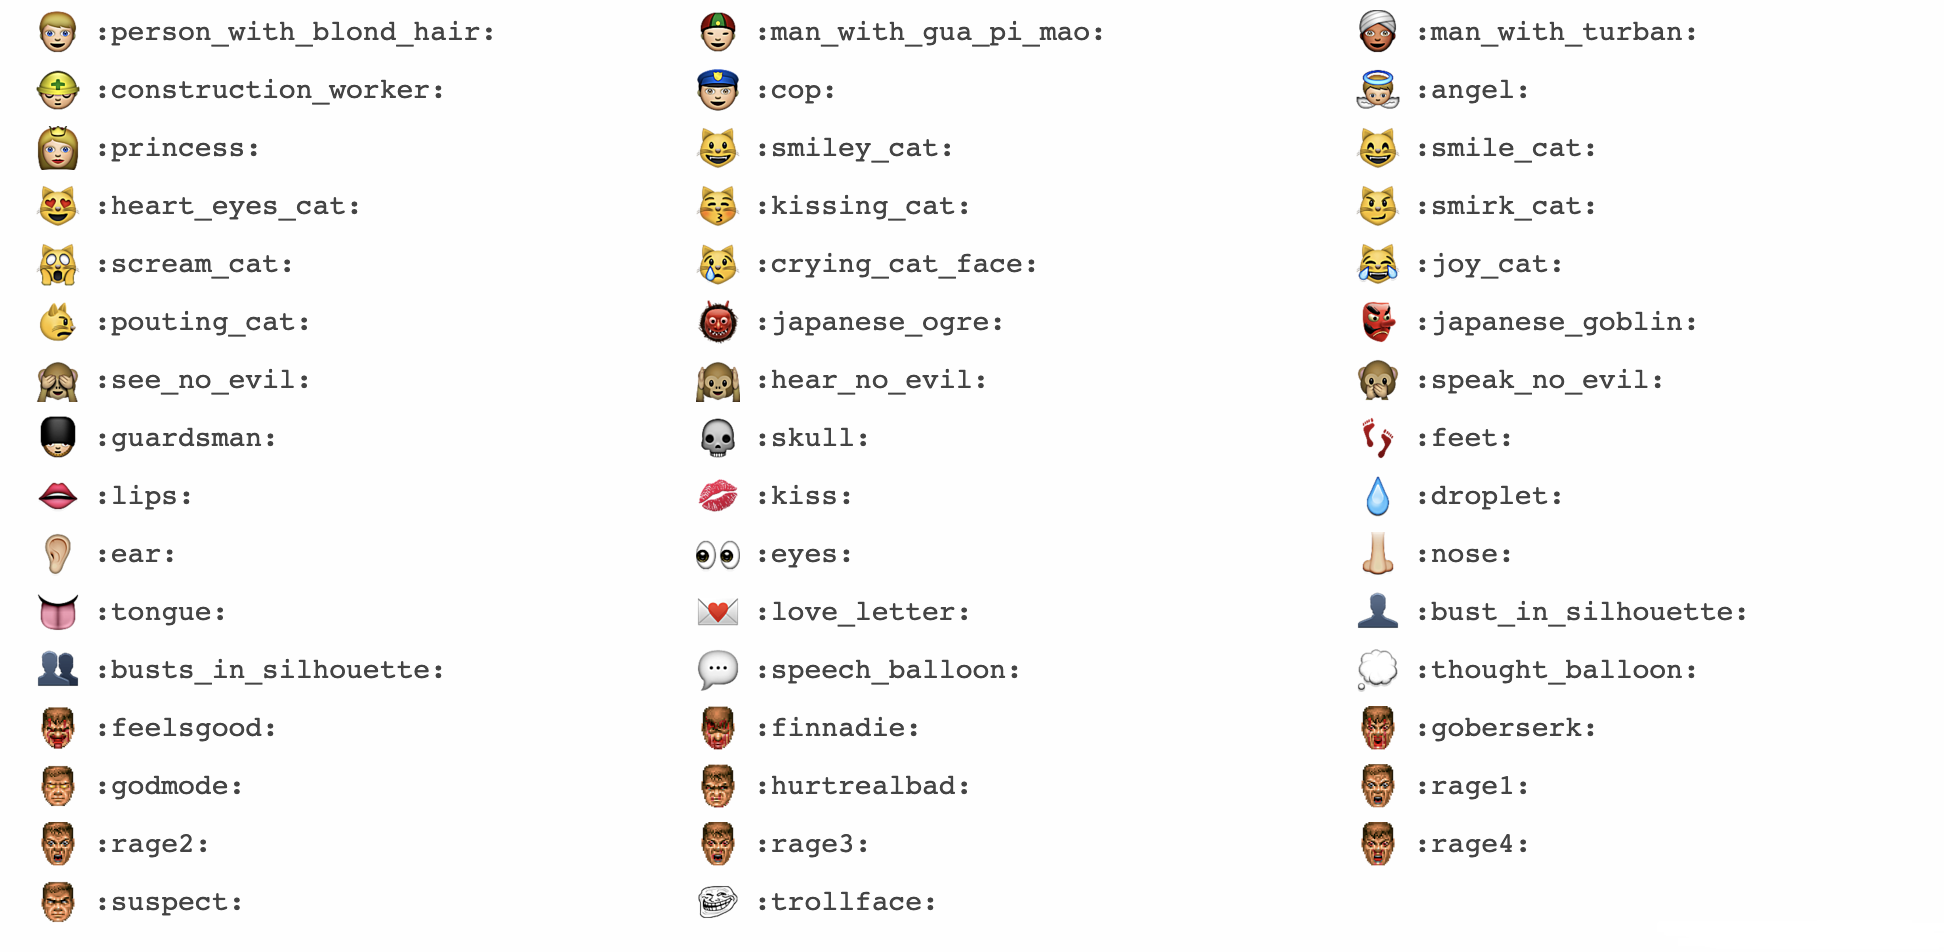 :person_with_blond_hair: :man_with_gua_pi_mao: :man_with_turban:
:construction_worker: :cop: :angel:
:princess: :smiley_cat: :smile_cat:
:heart_eyes_cat: :kissing_cat: :smirk_cat:
:scream_cat: :crying_cat_face: :joy_cat:
:pouting_cat: :japanese_ogre: :japanese_goblin:
:see_no_evil: :hear_no_evil: :speak_no_evil:
:guardsman: :skull: :feet:
:lips: :kiss: :droplet:
:ear: :eyes: :nose:
:tongue: :love_letter: :bust_in_silhouette:
:busts_in_silhouette: :speech_balloon: :thought_balloon:
:feelsgood: :finnadie: :goberserk:
:godmode: :hurtrealbad: :rage1:
:rage2: :rage3: :rage4:
:suspect: :trollface: